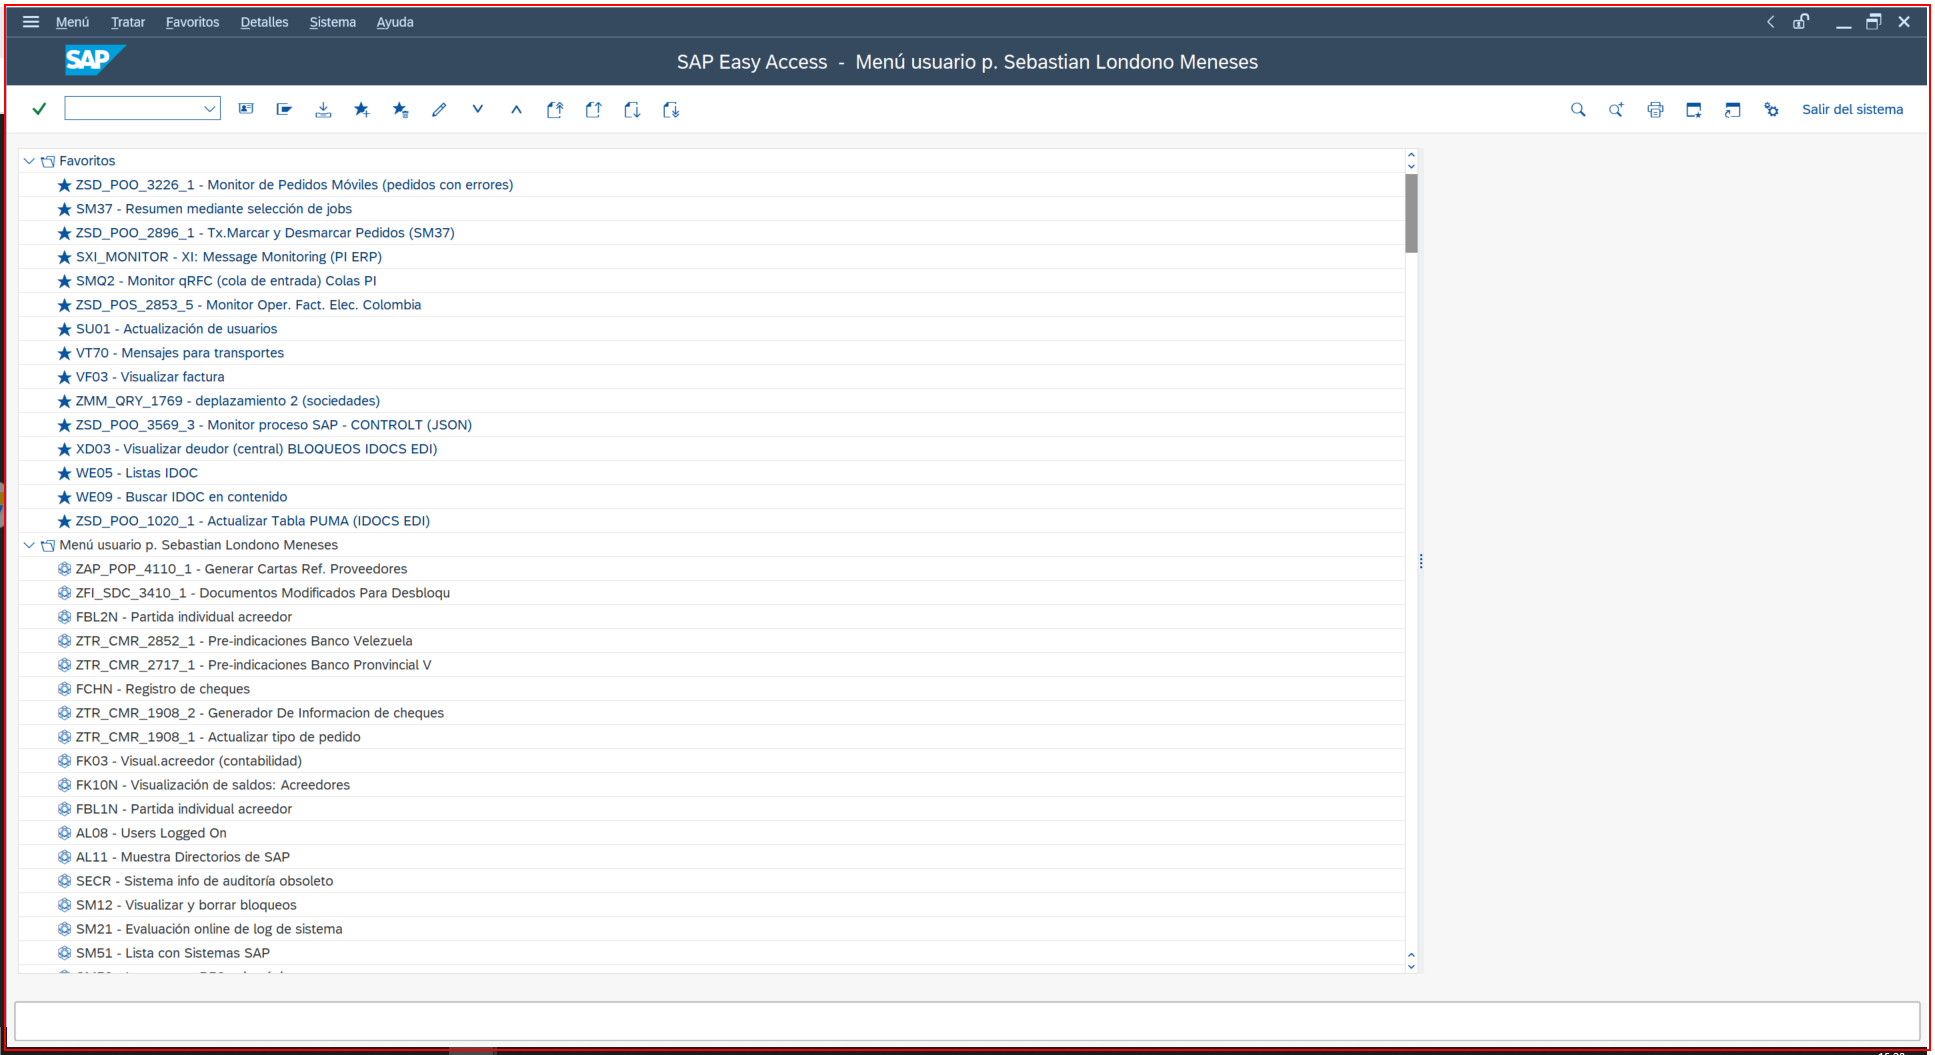 Menú Tratar Favoritos Detalles Sistema Ayuda
SAP
SAP Easy Access - Menú usuario p. Sebastian Londono Meneses
Salir del sistema
Favoritos
ZSD_POO_3226_1 - Monitor de Pedidos Móviles (pedidos con errores)
SM37 - Resumen mediante selección de jobs
ZSD_POO_2896_1 - Tx.Marcar y Desmarcar Pedidos (SM37)
SXI_MONITOR - XI: Message Monitoring (PI ERP)
SMQ2 - Monitor qRFC (cola de entrada) Colas PI
ZSD_POS_2853_5 - Monitor Oper. Fact. Elec. Colombia
SU01 - Actualización de usuarios
VT70 - Mensajes para transportes
VF03 - Visualizar factura
ZMM_QRY_1769 - deplazamiento 2 (sociedades)
ZSD_POO_3569_3 - Monitor proceso SAP - CONTROLT (JSON)
XD03 - Visualizar deudor (central) BLOQUEOS IDOCS EDI)
WE05 - Listas IDOC
WE09 - Buscar IDOC en contenido
ZSD_POO_1020_1 - Actualizar Tabla PUMA (IDOCS EDI)
Menú usuario p. Sebastian Londono Meneses
ZAP_POP_4110_1 - Generar Cartas Ref. Proveedores
ZFI_SDC_3410_1 - Documentos Modificados Para Desbloqu
FBL2N - Partida individual acreedor
ZTR_CMR_2852_1 - Pre-indicaciones Banco Velezuela
ZTR_CMR_2717_1 - Pre-indicaciones Banco Pronvincial V
FCHN - Registro de cheques
ZTR_CMR_1908_2 - Generador De Informacion de cheques
ZTR_CMR_1908_1 - Actualizar tipo de pedido
FK03 - Visual.acreedor (contabilidad)
FK10N - Visualización de saldos: Acreedores
FBL1N - Partida individual acreedor
AL08 - Users Logged On
AL11 - Muestra Directorios de SAP
SECR - Sistema info de auditoría obsoleto
SM12 - Visualizar y borrar bloqueos
SM21 - Evaluación online de log de sistema
SM51 - Lista con Sistemas SAP